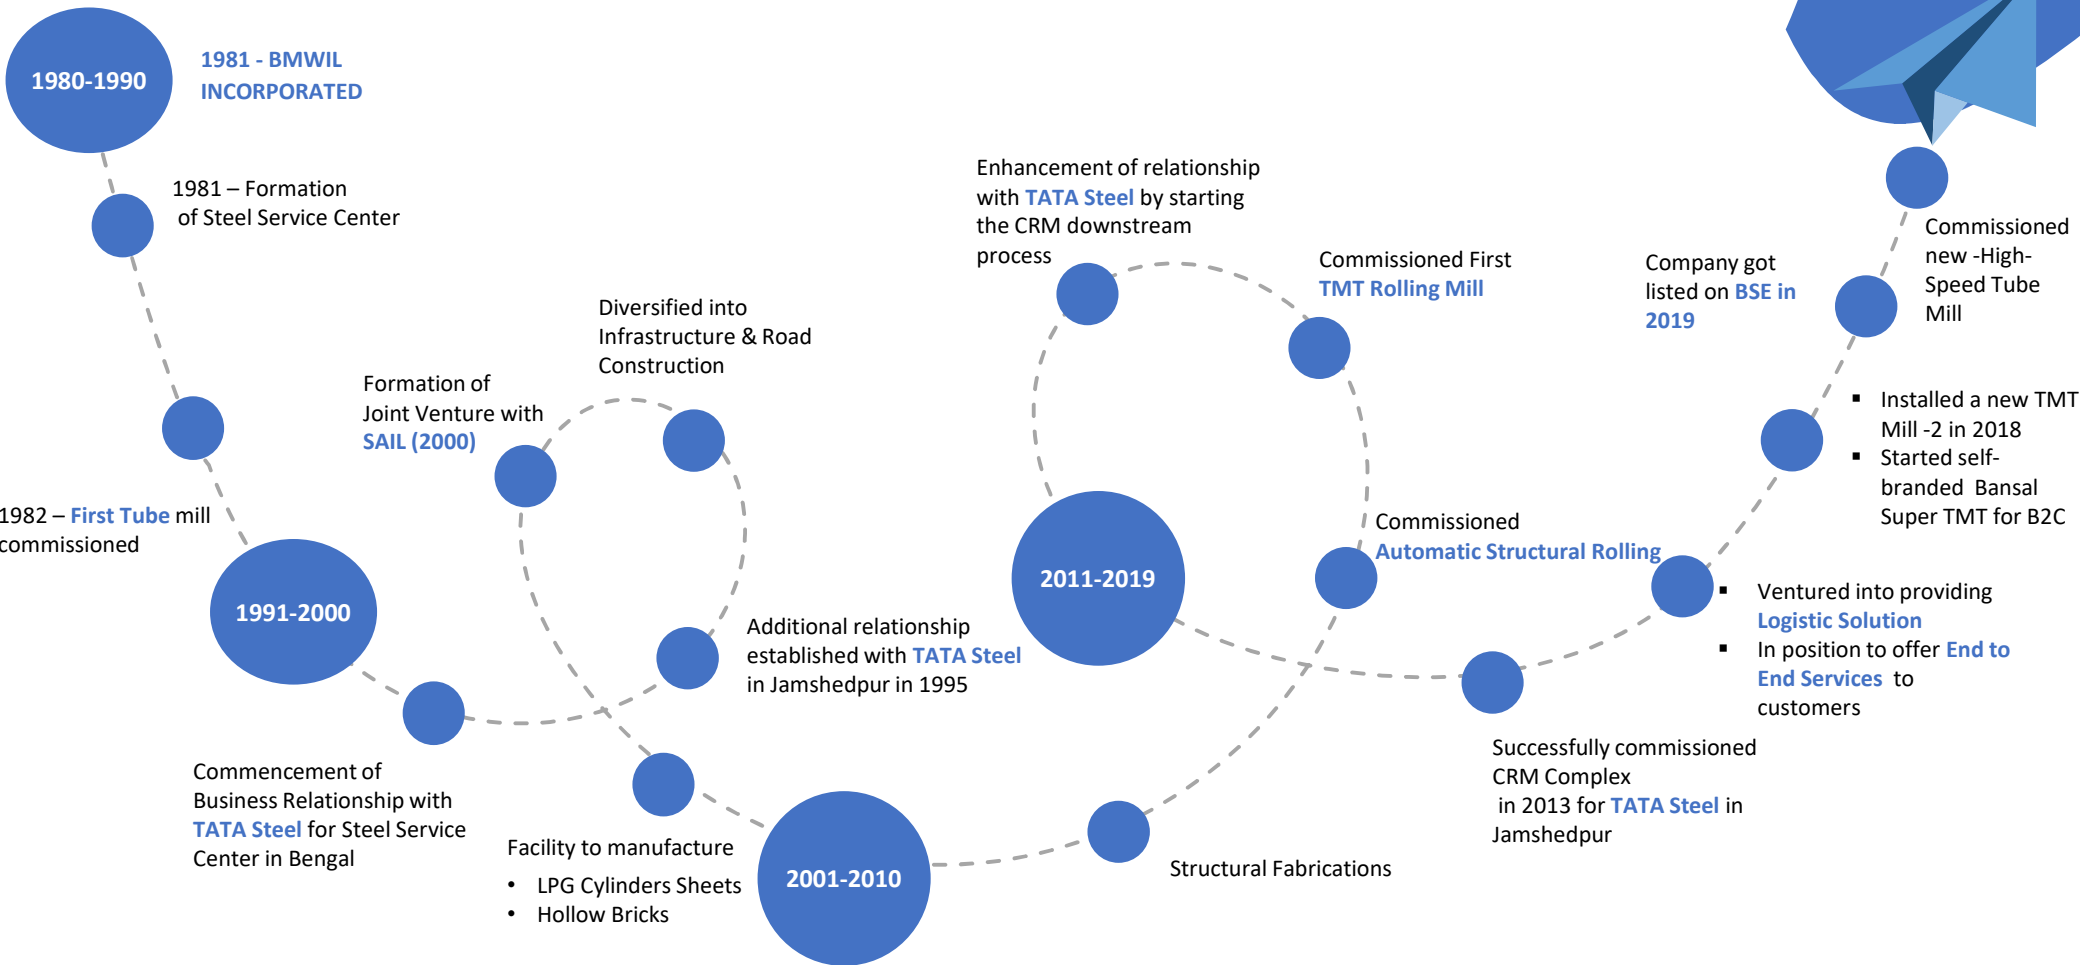 1980-1990
1981 - BMWIL
INCORPORATED
1981 – Formation
of Steel Service Center
1982 – First Tube mill
commissioned
1991-2000
Commencement of
Business Relationship with
TATA Steel for Steel Service
Center in Bengal
Additional relationship
established with TATA Steel
in Jamshedpur in 1995
Diversified into
Infrastructure & Road
Construction
Formation of
Joint Venture with
SAIL (2000)
Facility to manufacture
• LPG Cylinders Sheets
• Hollow Bricks
2001-2010
Structural Fabrications
Commissioned
Automatic Structural Rolling
Commissioned First
TMT Rolling Mill
Enhancement of relationship
with TATA Steel by starting
the CRM downstream
process
2011-2019
Successfully commissioned
CRM Complex
in 2013 for TATA Steel in
Jamshedpur
▪ Ventured into providing
Logistic Solution
▪ In position to offer End to
End Services to
customers
▪ Installed a new TMT
Mill -2 in 2018
▪ Started self-
branded Bansal
Super TMT for B2C
Company got
listed on BSE in
2019
Commissioned
new -High-
Speed Tube
Mill